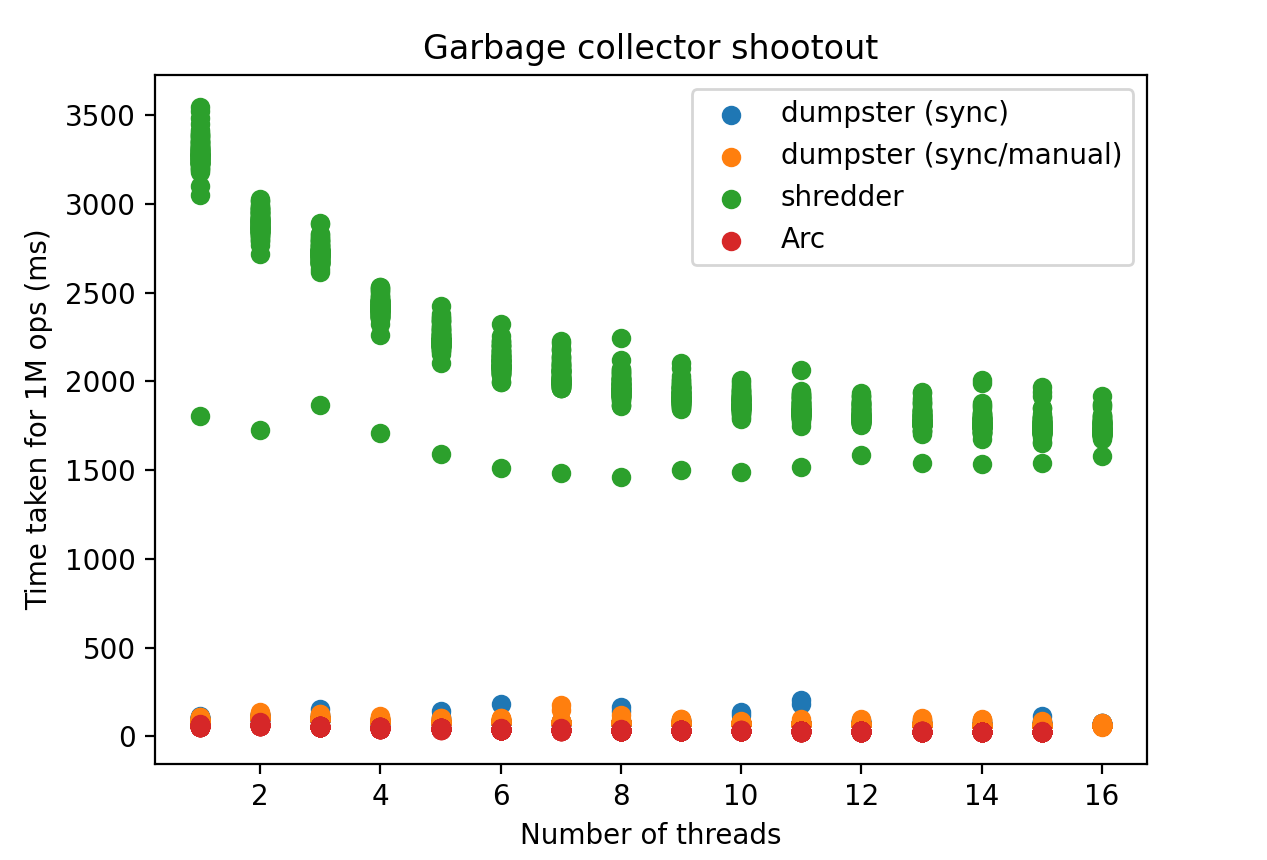 Garbage collector shootout
dumpster (sync)
dumpster (sync/manual)
shredder
Arc
Time taken for 1M ops (ms)
3500
3000
2500
2000
1500
1000
500
0
2 4 6 8 10 12 14 16
Number of threads